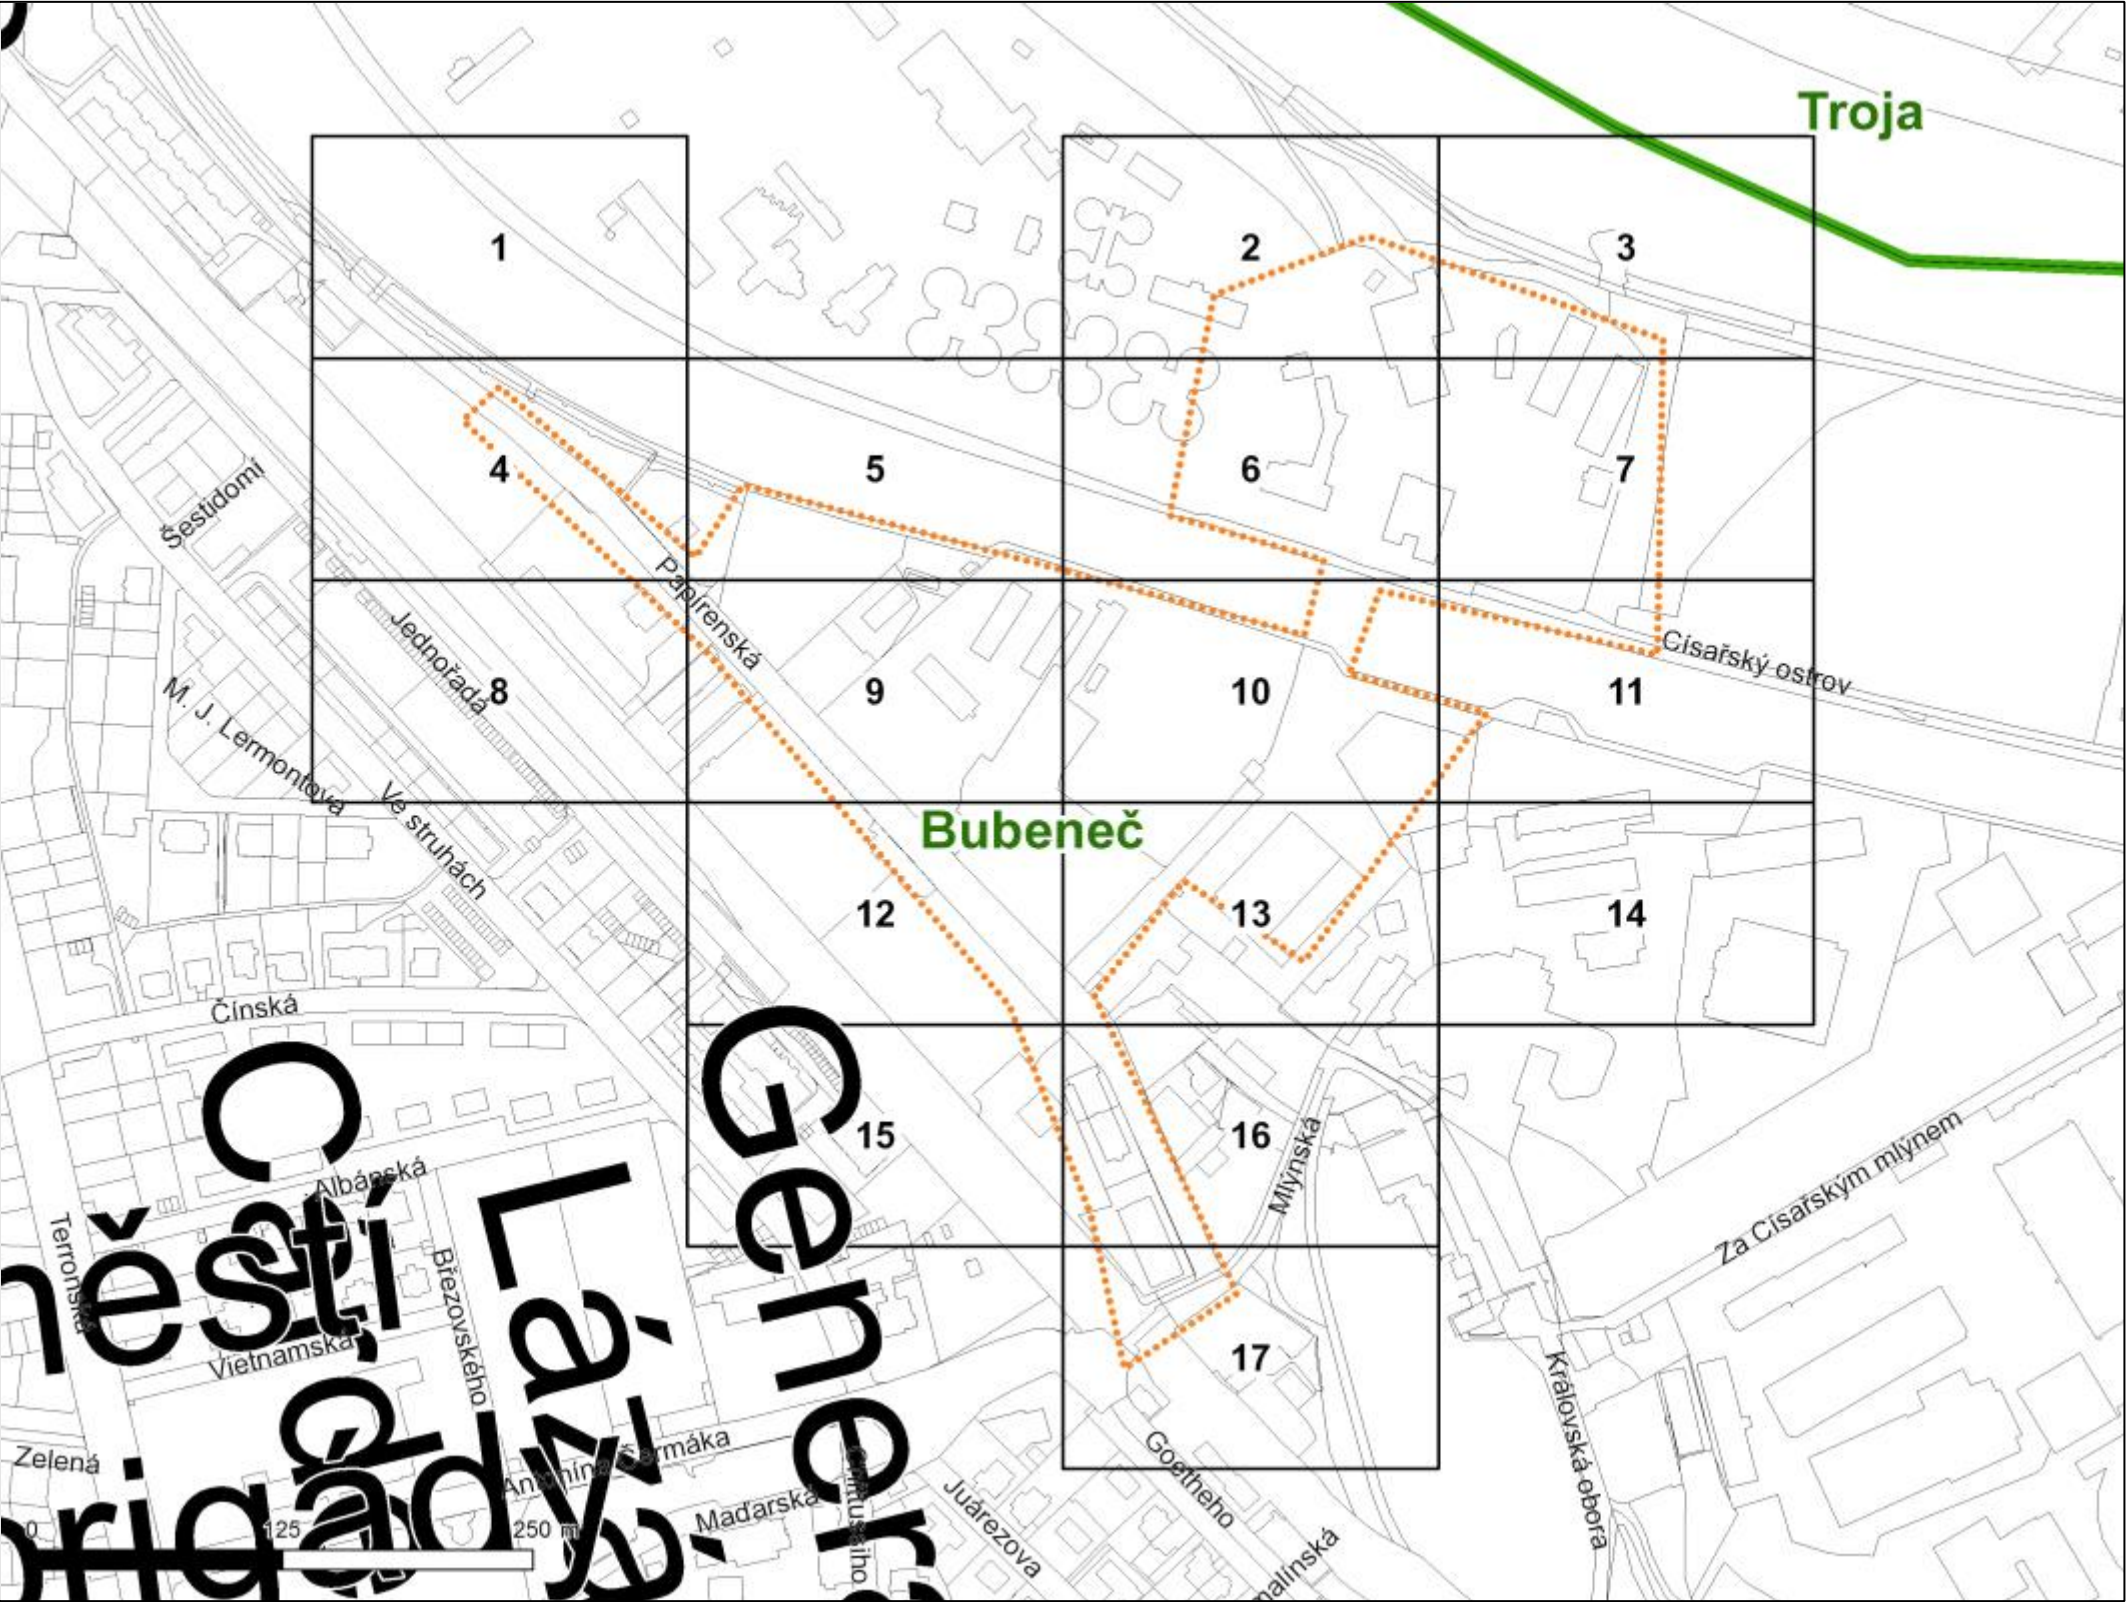 Troja
1
2
3
4
5
6
7
Šestidomí
Papírenská
Císařský ostrov
Jednořadá
8
9
10
11
M. J. Lermontova
Ve struhách
Bubeneč
12
13
14
Čínská
15
16
Mlýnská
Za Císařským mlýnem
Albánská
Terronská
Březovského
Vietnamská
17
Královská obora
Antonína Čermáka
Goetheho
Juárezova
Maďarská
Zelená
0
125
250 m